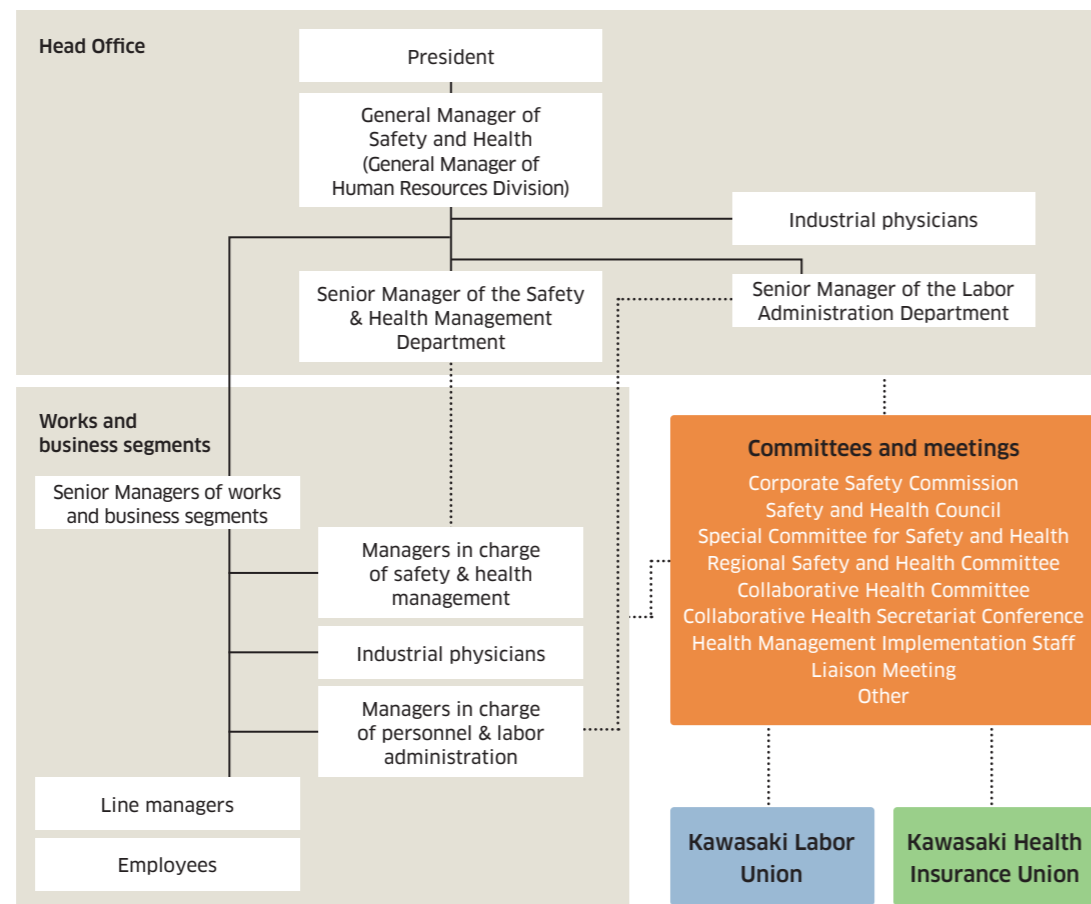 Head Office
President
General Manager of
Safety and Health
(General Manager of
Human Resources Division)
Industrial physicians
Senior Manager of the Safety
& Health Management
Department
Senior Manager of the Labor
Administration Department
Works and
business segments
Senior Managers of works
and business segments
Managers in charge
of safety & health
management
Industrial physicians
Managers in charge
of personnel & labor
administration
Line managers
Employees
Committees and meetings
Corporate Safety Commission
Safety and Health Council
Special Committee for Safety and Health
Regional Safety and Health Committee
Collaborative Health Committee
Collaborative Health Secretariat Conference
Health Management Implementation Staff
Liaison Meeting
Other
Kawasaki Labor
Union
Kawasaki Health
Insurance Union